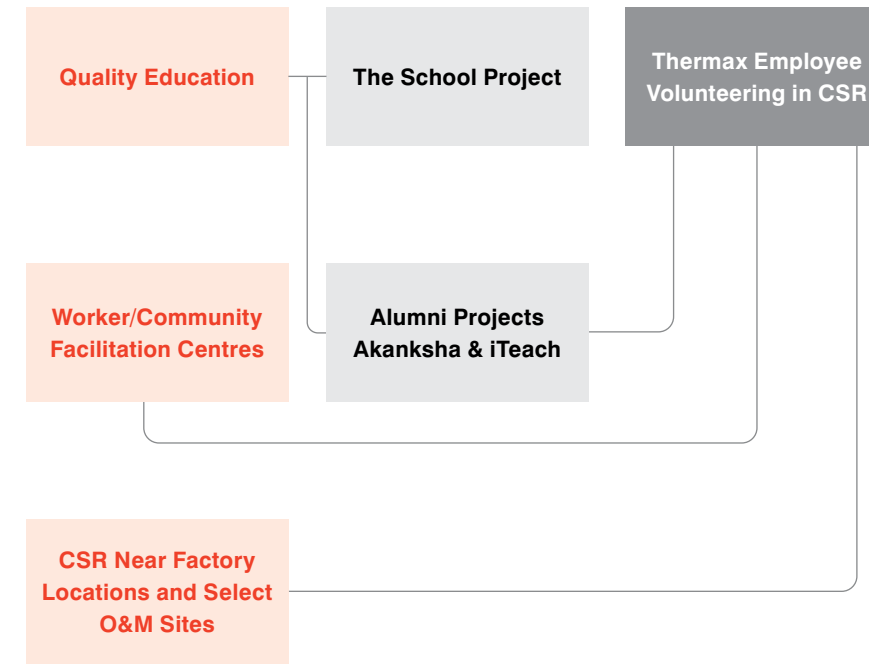 Quality Education
The School Project
Thermax Employee
Volunteering in CSR
Worker/Community
Facilitation Centres
Alumni Projects
Akanksha & iTeach
CSR Near Factory
Locations and Select
O&M Sites